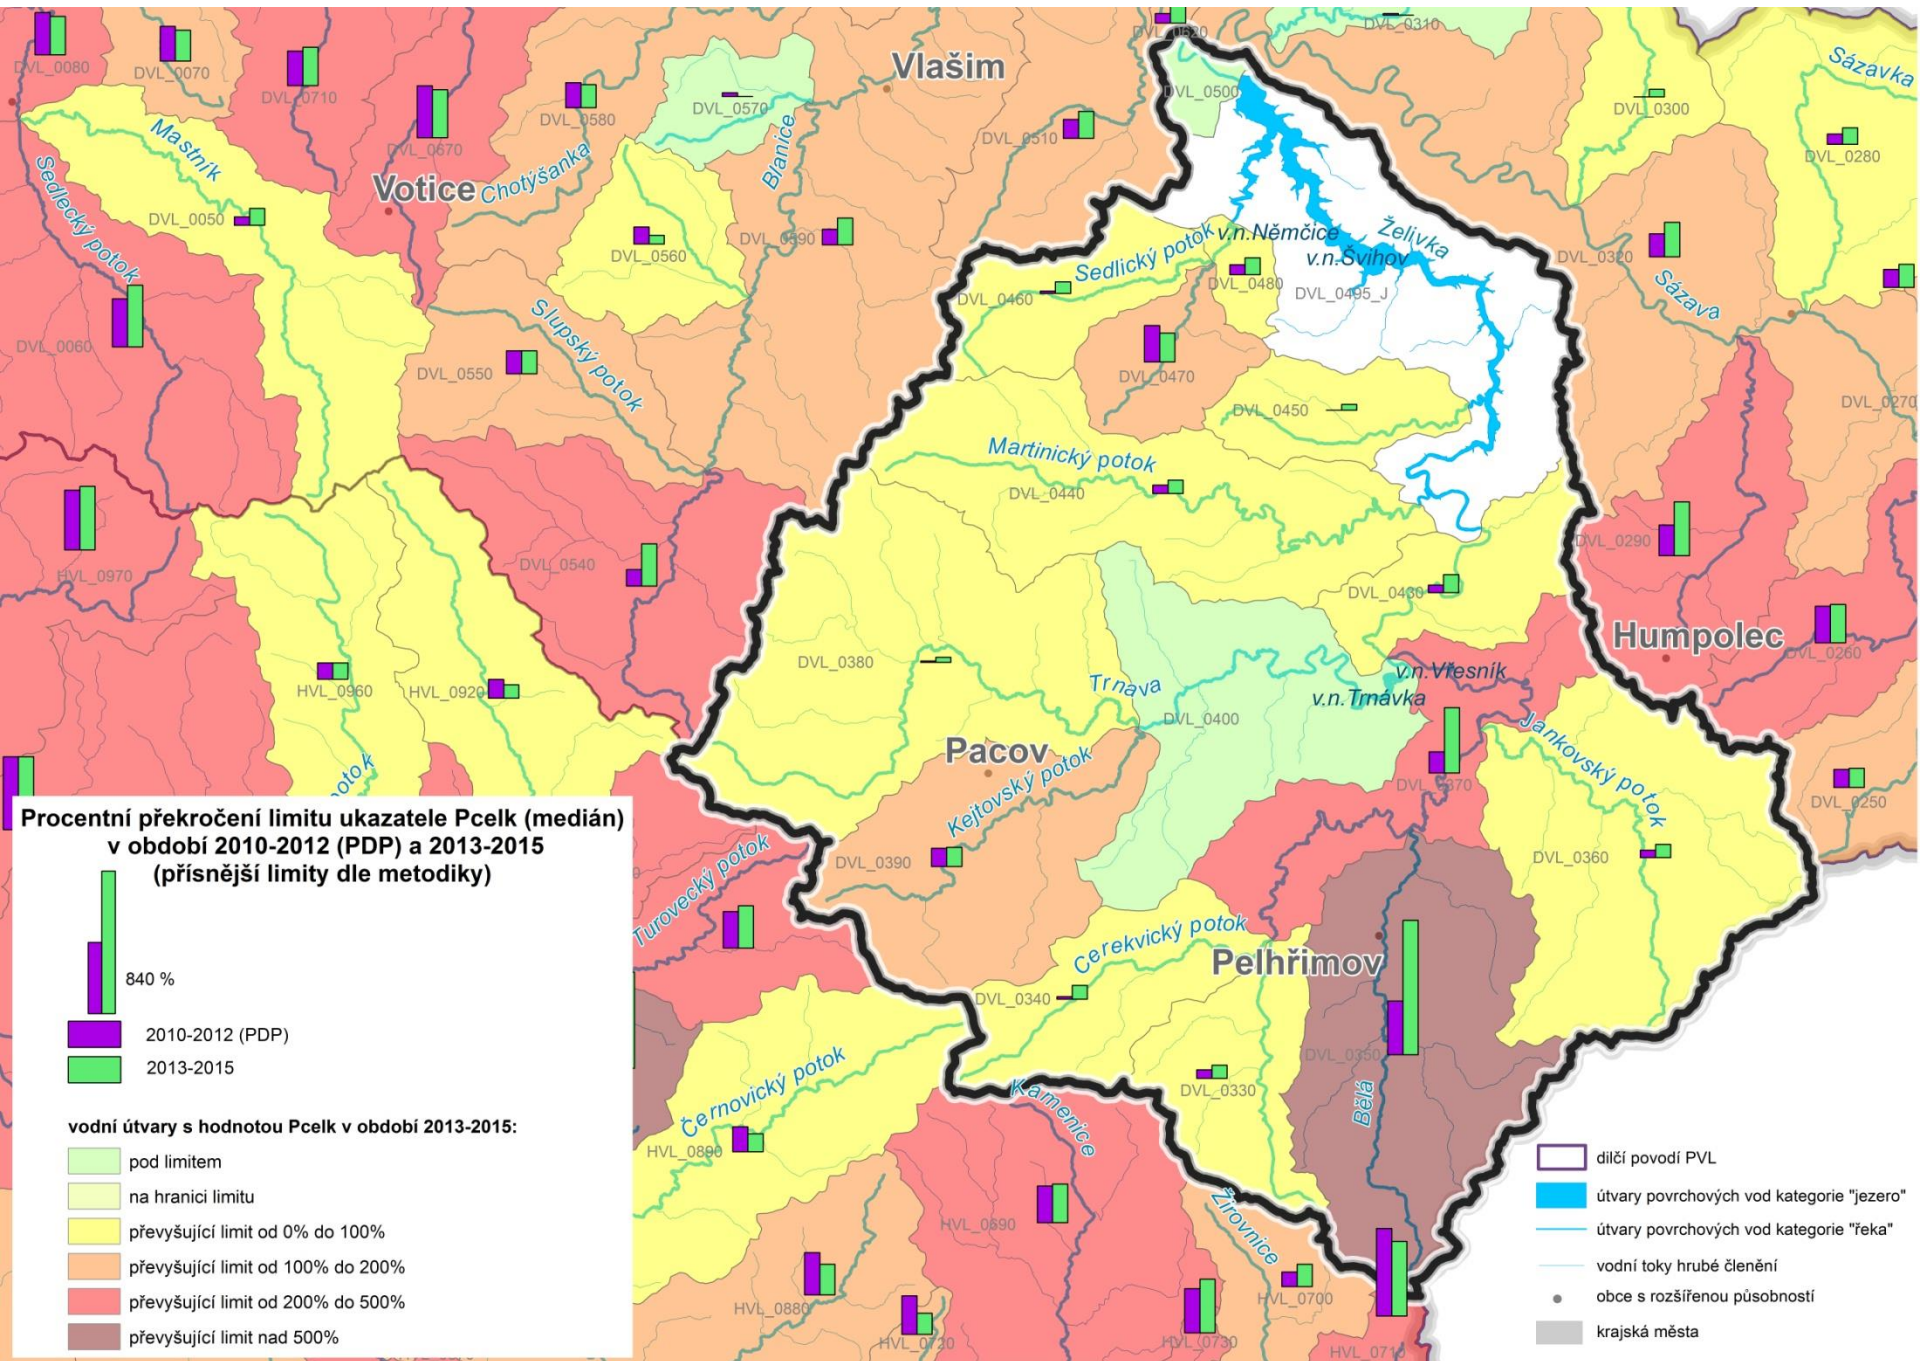 DVL_0310
DVL_0620
Vlašim
DVL_0080
DVL_0070
DVL_0710
Sázavka
DVL_0500
DVL_0570
DVL_0580
DVL_0300
DVL_0510
DVL_0670
DVL_0280
Mastník
Sedlecký potok
Votice
Chotýšanka
Blanice
DVL_0050
DVL_0590
DVL_0560
Želivka
v.n.Němčice
v.n.Švihov
Sedlický potok
DVL_0320
DVL_0480
DVL_0495_J
DVL_0460
Sázava
Slupský potok
DVL_0060
DVL_0550
DVL_0470
DVL_0450
DVL_0270
Martinický potok
DVL_0440
HVL_0970
DVL_0540
DVL_0290
DVL_0430
Humpolec
DVL_0260
DVL_0380
HVL_0960
HVL_0920
Trnava
v.n.Vřesník
v.n.Trnávka
DVL_0400
Jankovský potok
Pacov
Kejtovský potok
DVL_0370
DVL_0250
potok
DVL_0390
DVL_0360
Turovecký potok
Cerekvický potok
Pelhřimov
DVL_0340
DVL_0350
DVL_0330
Bělá
Kamenice
Černovický potok
HVL_0890
HVL_0690
Žirovnice
HVL_0880
HVL_0700
HVL_0720
HVL_0730
HVL_0710
Procentní překročení limitu ukazatele Pcelk (medián)
v období 2010-2012 (PDP) a 2013-2015
(přísnější limity dle metodiky)
840 %
2010-2012 (PDP)
2013-2015
vodní útvary s hodnotou Pcelk v období 2013-2015:
pod limitem
na hranici limitu
převyšující limit od 0% do 100%
převyšující limit od 100% do 200%
převyšující limit od 200% do 500%
převyšující limit nad 500%
dilčí povodí PVL
útvary povrchových vod kategorie "jezero"
útvary povrchových vod kategorie "řeka"
vodní toky hrubé členění
obce s rozšířenou působností
krajská města